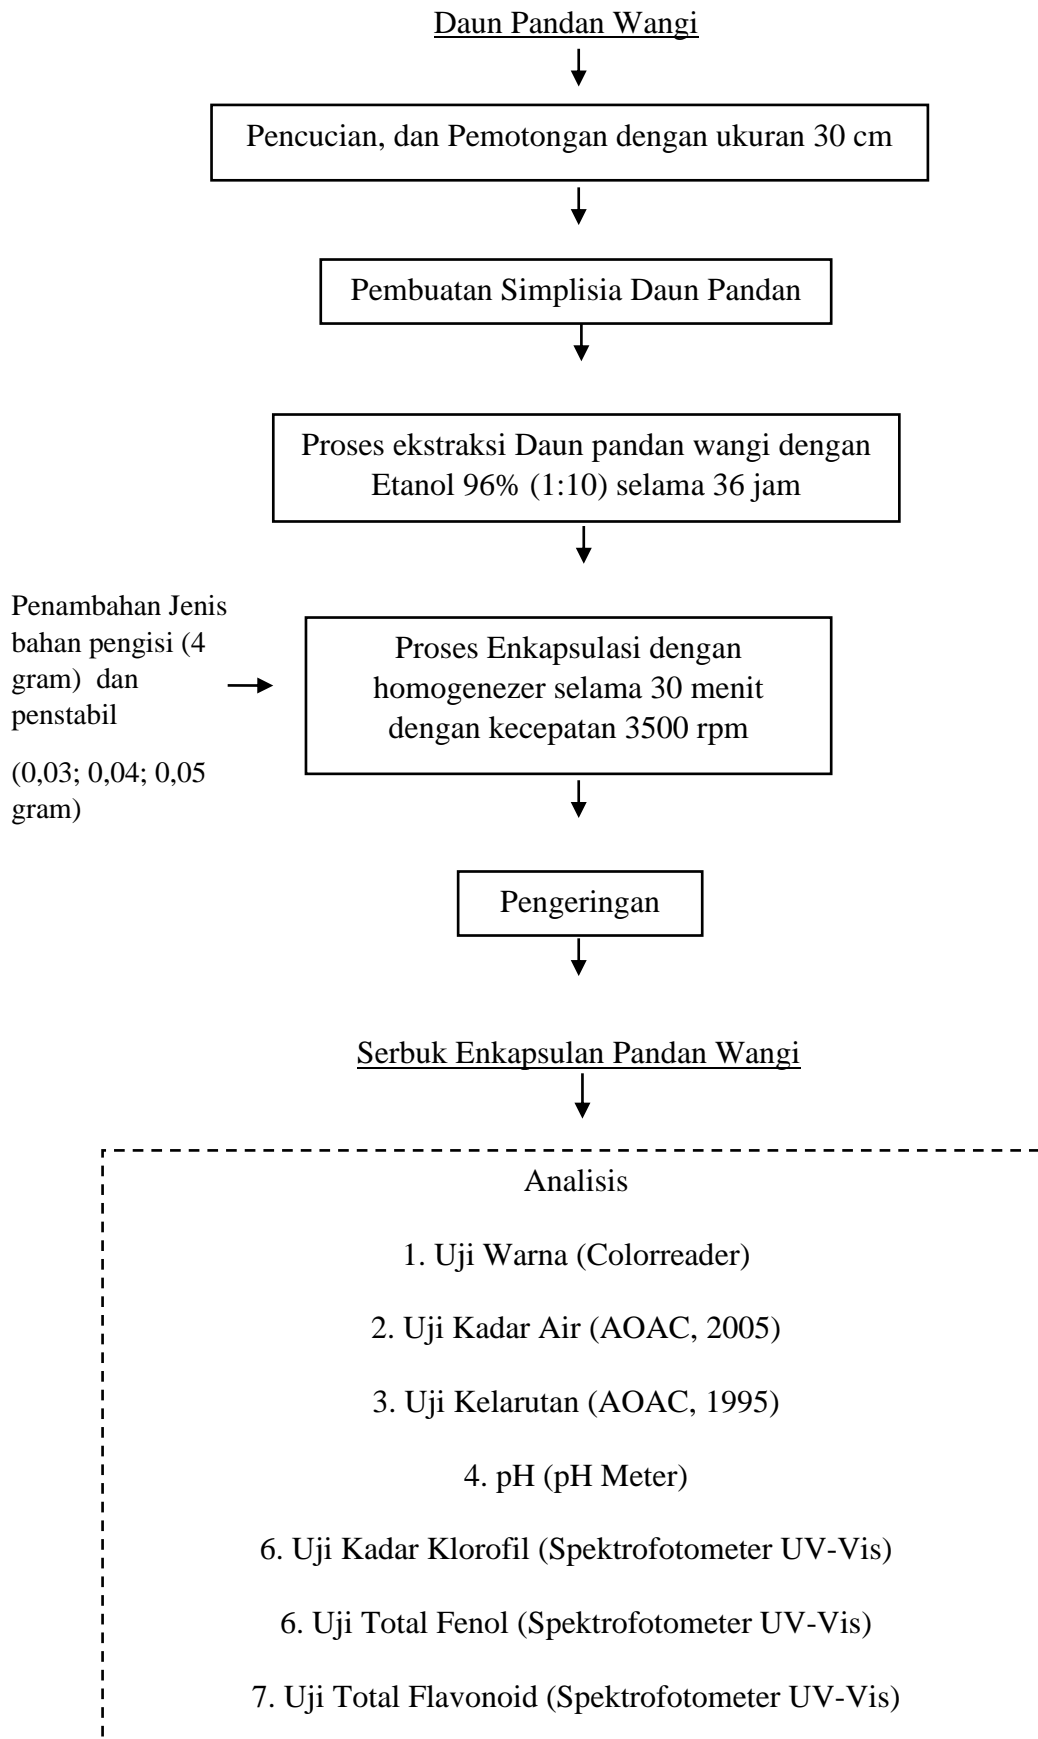 Daun Pandan Wangi
Pencucian, dan Pemotongan dengan ukuran 30 cm
Pembuatan Simplisia Daun Pandan
Proses ekstraksi Daun pandan wangi dengan
Etanol 96% (1:10) selama 36 jam
Penambahan Jenis
bahan pengisi (4
gram) dan
penstabil
(0,03; 0,04; 0,05
gram)
Proses Enkapsulasi dengan
homogenezer selama 30 menit
dengan kecepatan 3500 rpm
Pengeringan
Serbuk Enkapsulan Pandan Wangi
Analisis
1. Uji Warna (Colorreader)
2. Uji Kadar Air (AOAC, 2005)
3. Uji Kelarutan (AOAC, 1995)
4. pH (pH Meter)
6. Uji Kadar Klorofil (Spektrofotometer UV-Vis)
6. Uji Total Fenol (Spektrofotometer UV-Vis)
7. Uji Total Flavonoid (Spektrofotometer UV-Vis)